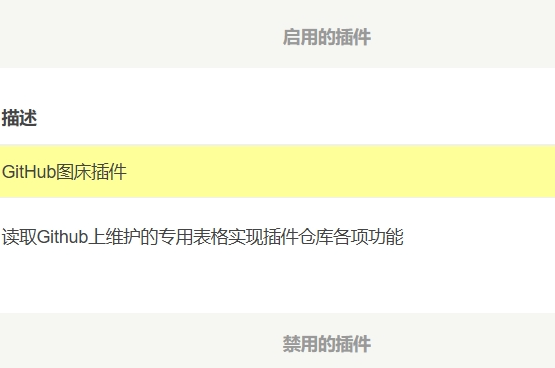 启用的插件
描述
GitHub图床插件
读取Github上维护的专用表格实现插件仓库各项功能
禁用的插件